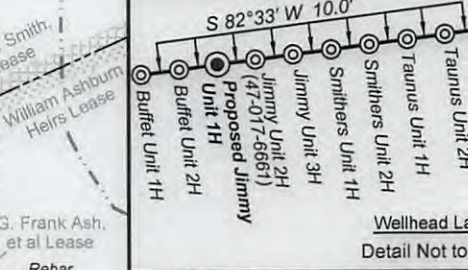 Smith,
ease
William Ashburn
Heirs Lease
G. Frank Ash,
et al Lease
Rebar
S 82°33' W 10.0'
Buffet Unit 1H
Buffet Unit 2H
Proposed Jimmy
Unit 1H
Jimmy Unit 2H
(47-017-6661)
Jimmy Unit 3H
Smithers Unit 1H
Smithers Unit 2H
Taunus Unit 1H
Taunus Unit 2H
Wellhead La
Detail Not to